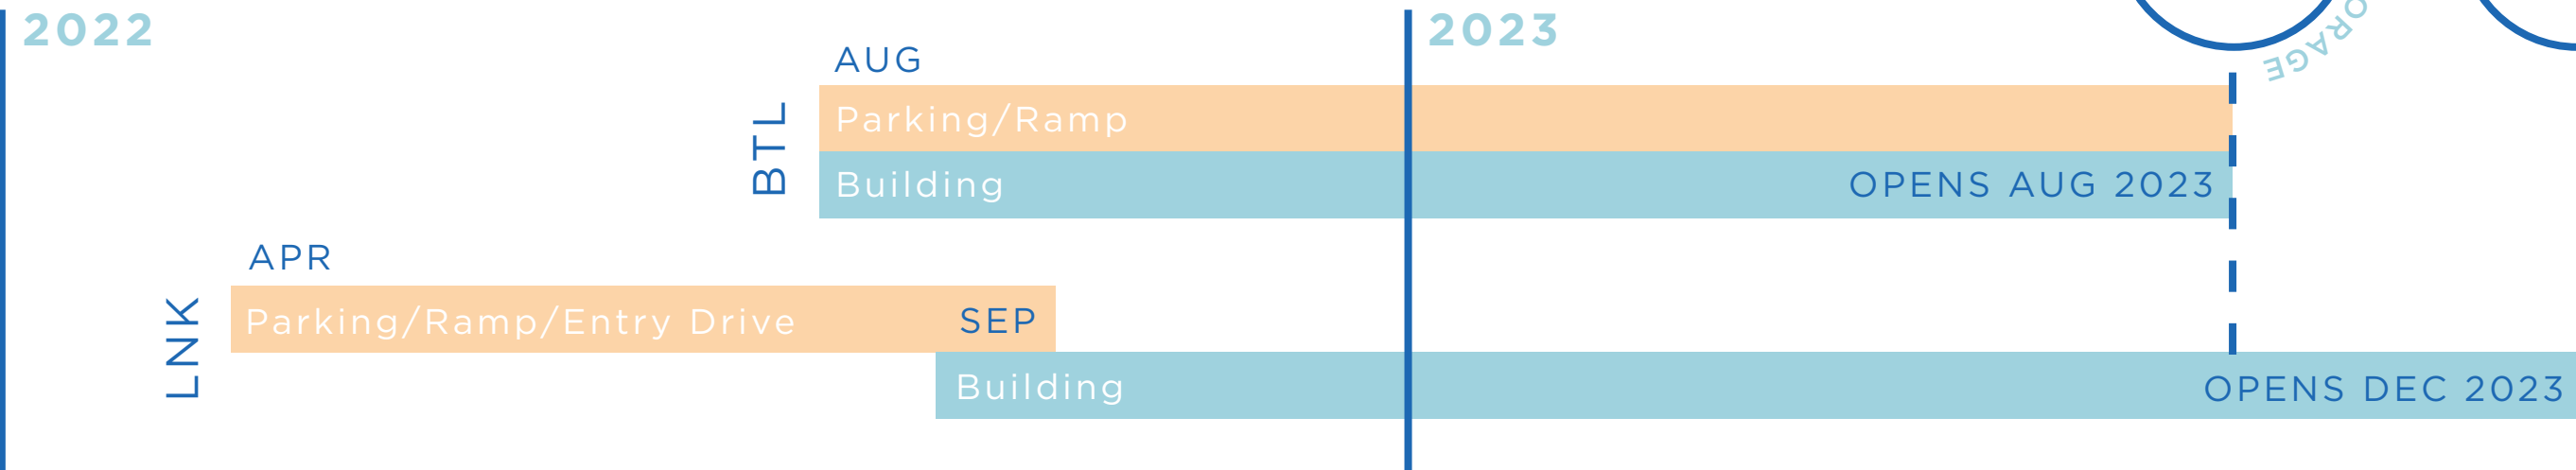 2022
2023
ORAGE
AUG
BTL
Parking/Ramp
Building
OPENS AUG 2023
APR
LNK
Parking/Ramp/Entry Drive
SEP
Building
OPENS DEC 2023